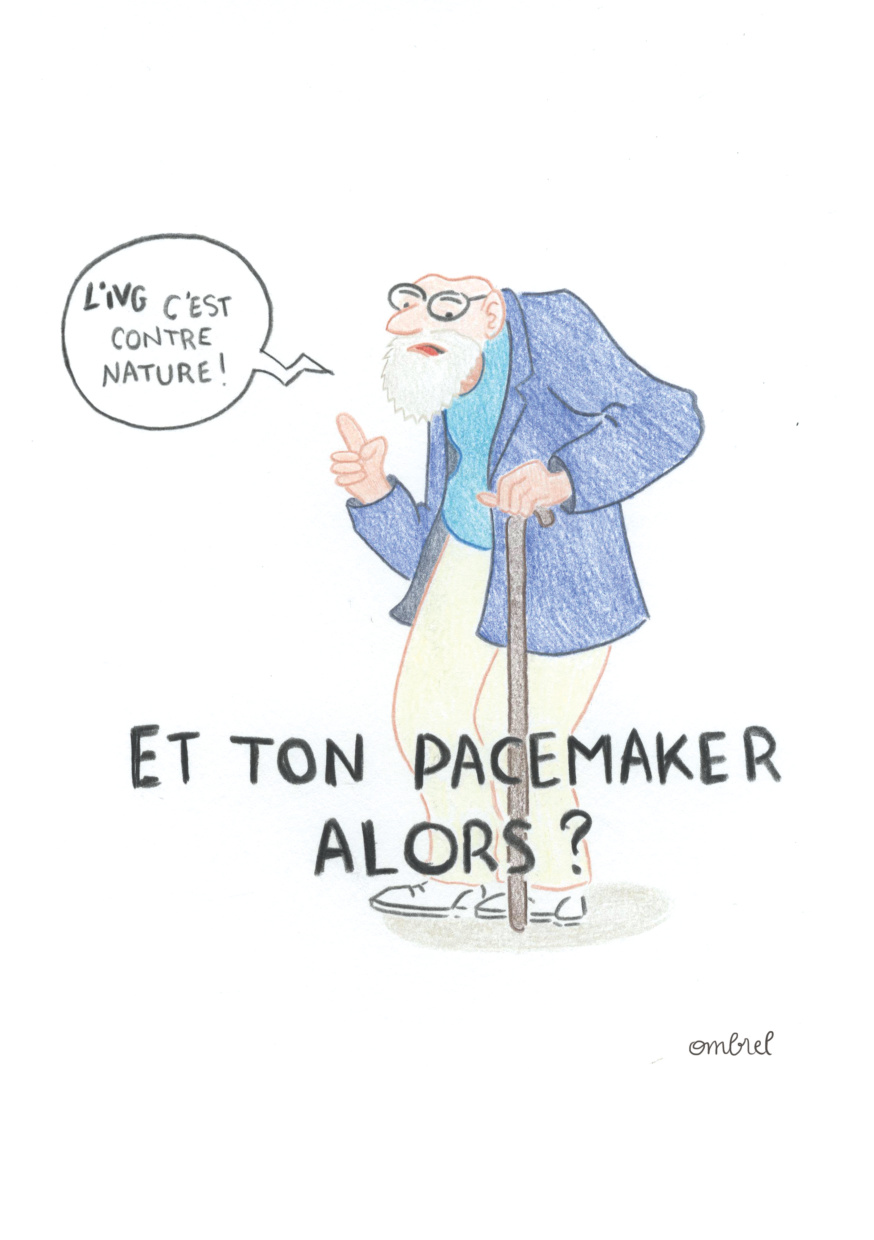 L'iVG C'EST
CONTRE
NATURE !
ET TON PACEMAKER
ALORS ?
ombrel